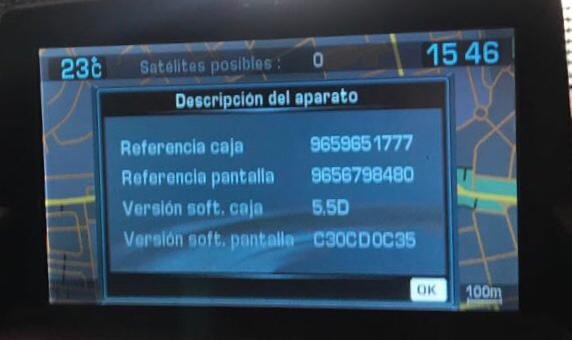 23°c Satélites posibles : 0 15 46
Descripción del aparato
Referencia caja 9659651777
Referencia pantalla 9656798480
Versión soft. caja 5.5D
Versión soft. pantalla C30CD0C35
OK
100m